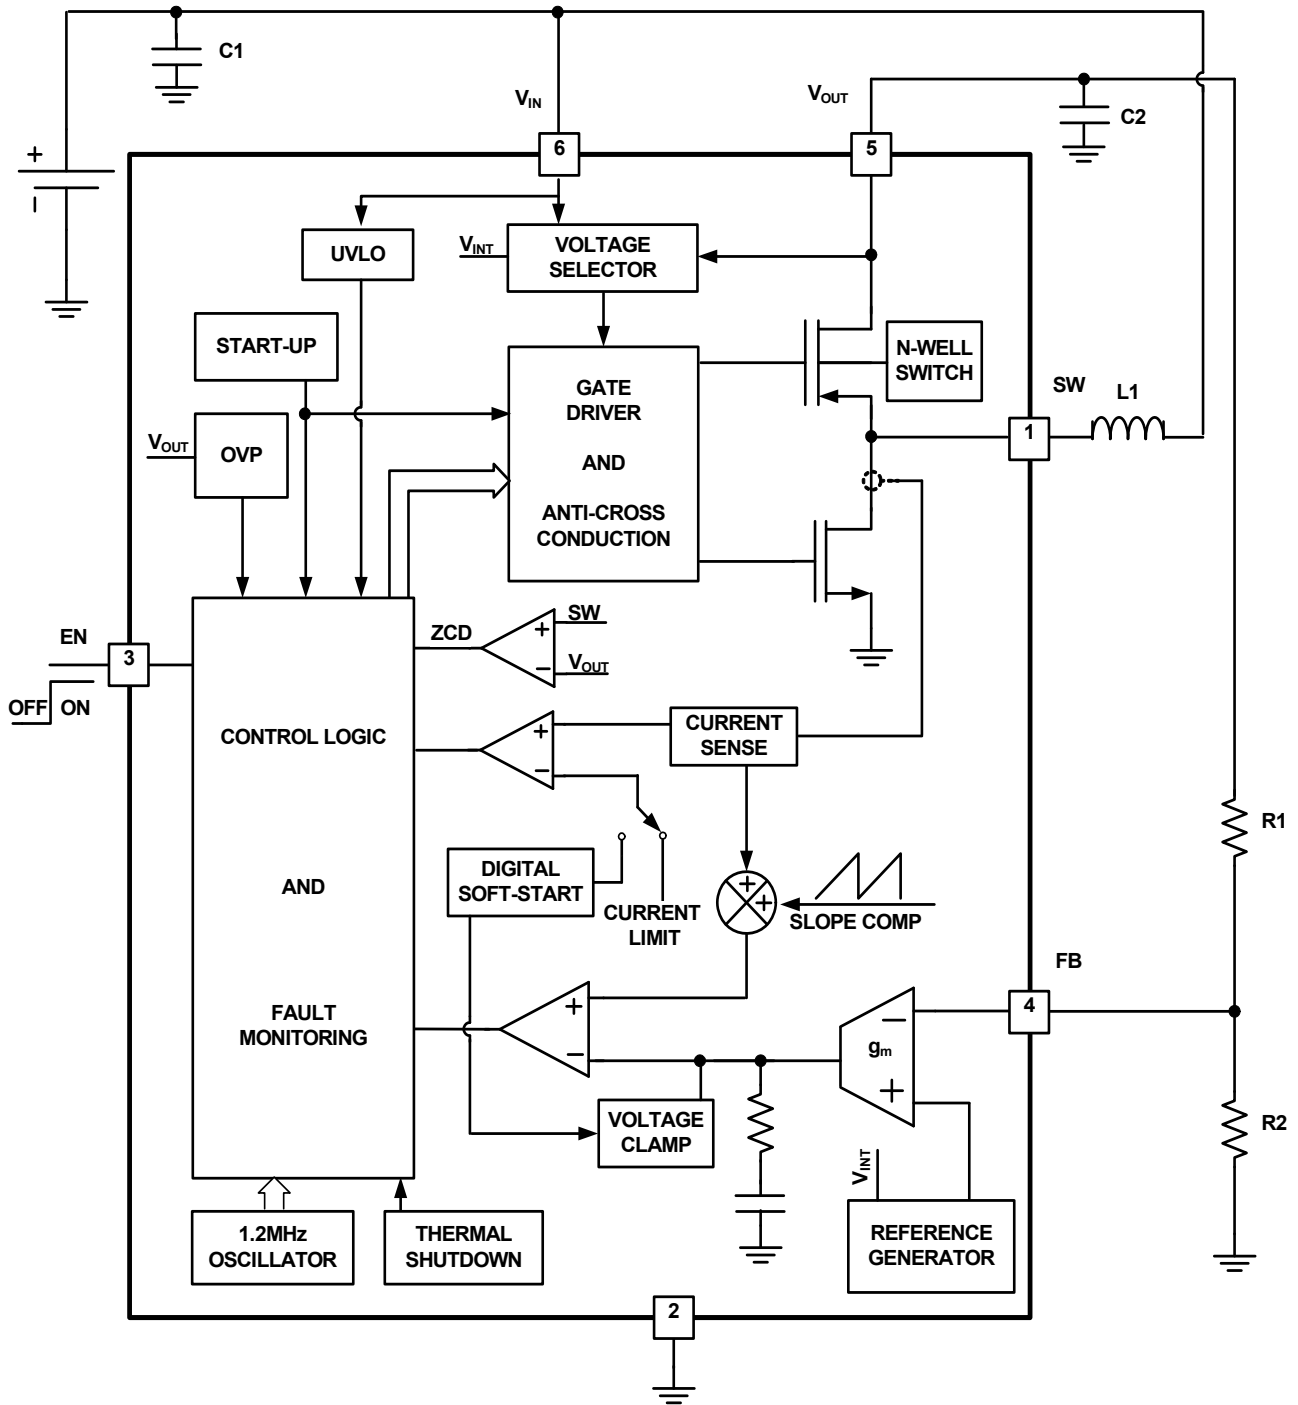 C1
VIN
VOUT
C2
6
5
+
−
UVLO
VINT
VOLTAGE
SELECTOR
START-UP
N-WELL
SWITCH
GATE
DRIVER
AND
ANTI-CROSS
CONDUCTION
SW
L1
1
VOUT
OVP
EN
3
OFF
ON
ZCD
+
−
SW
VOUT
CONTROL LOGIC
AND
FAULT
MONITORING
+
−
CURRENT
SENSE
DIGITAL
SOFT-START
CURRENT
LIMIT
+
+
SLOPE COMP
R1
FB
4
+
−
−
gm
+
VOLTAGE
CLAMP
R2
VINT
REFERENCE
GENERATOR
1.2MHz
OSCILLATOR
THERMAL
SHUTDOWN
2